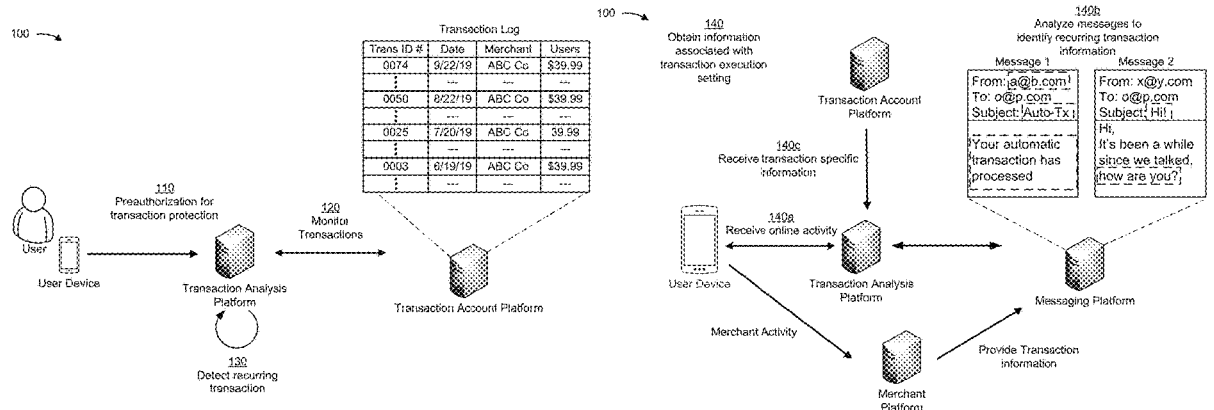 100
Transaction Log
Trans ID # Date Merchant Users
0074 9/22/19 ABC Co $39.99
--- --- ---
0050 8/22/19 ABC Co $39.99
--- --- ---
0025 7/20/19 ABC Co 39.99
--- --- ---
0003 6/19/19 ABC Co $39.99
--- --- ---
110
Preauthorization for
transaction protection
120
Monitor
Transactions
User
User Device
Transaction Analysis
Platform
Transaction Account Platform
130
Detect recurring
transaction
100
140
Obtain information
associated with
transaction execution
setting
Transaction Account
Platform
140b
Analyze messages to
identify recurring transaction
information
Message 1
From: a@b.com
To: o@p.com
Subject: Auto-Tx
Your automatic
transaction has
processed
Message 2
From: x@y.com
To: o@p.com
Subject: Hi!
Hi,
It's been a while
since we talked,
how are you?
140c
Receive transaction specific
information
140a
Receive online activity
User Device
Transaction Analysis
Platform
Messaging Platform
Merchant Activity
Provide Transaction
information
Merchant
Platform